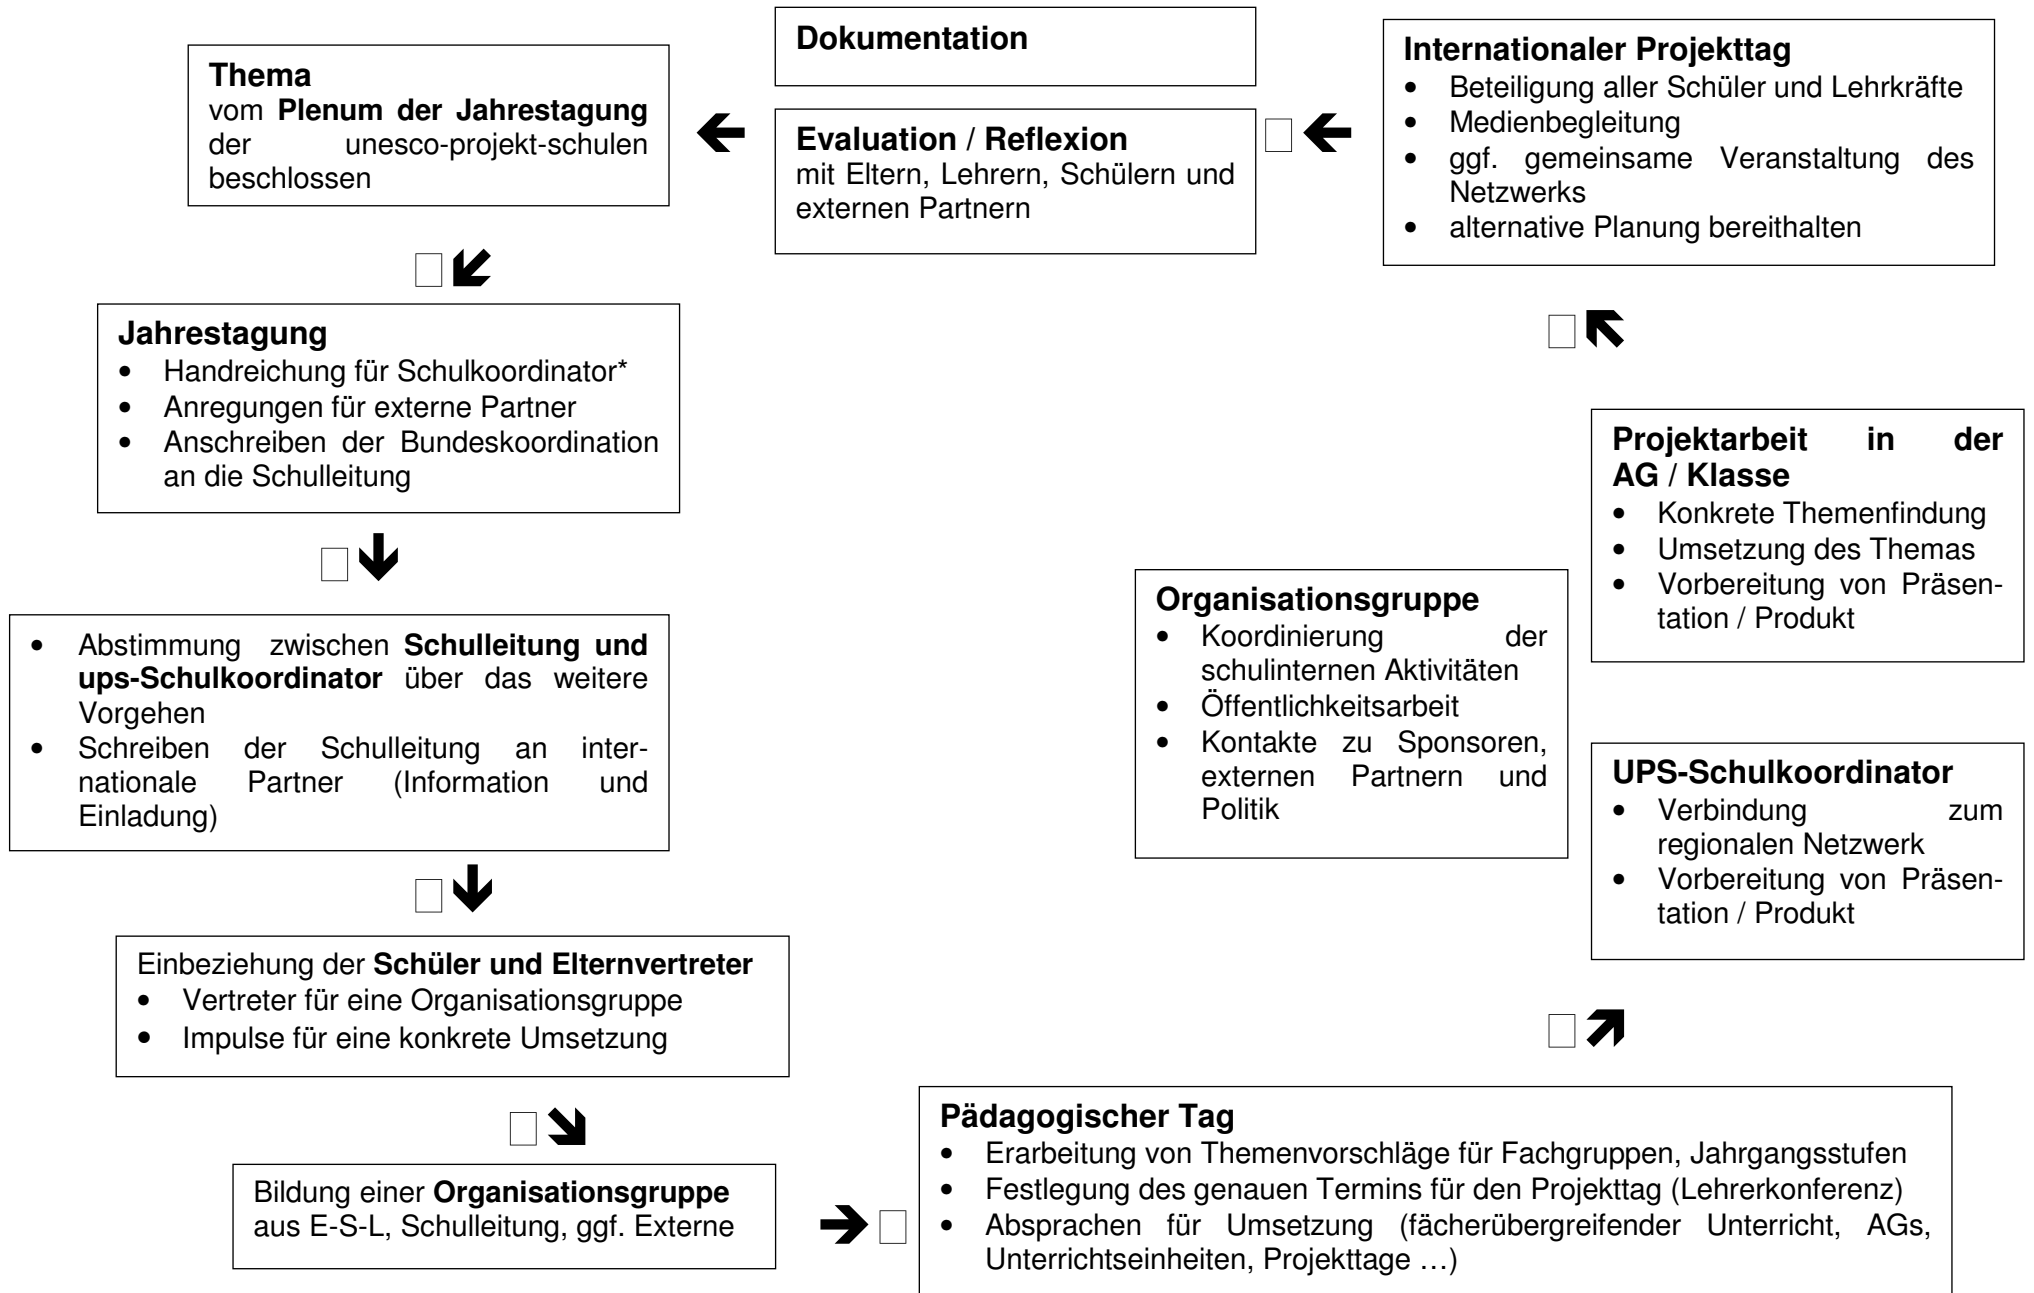 Thema
vom Plenum der Jahrestagung
der unesco-projekt-schulen
beschlossen
Dokumentation
Evaluation / Reflexion
mit Eltern, Lehrern, Schülern und
externen Partnern
Internationaler Projekttag
• Beteiligung aller Schüler und Lehrkräfte
• Medienbegleitung
• ggf. gemeinsame Veranstaltung des
Netzwerks
• alternative Planung bereithalten
Jahrestagung
• Handreichung für Schulkoordinator*
• Anregungen für externe Partner
• Anschreiben der Bundeskoordination
an die Schulleitung
• Abstimmung zwischen Schulleitung und
ups-Schulkoordinator über das weitere
Vorgehen
• Schreiben der Schulleitung an inter-
nationale Partner (Information und
Einladung)
Einbeziehung der Schüler und Elternvertreter
• Vertreter für eine Organisationsgruppe
• Impulse für eine konkrete Umsetzung
Bildung einer Organisationsgruppe
aus E-S-L, Schulleitung, ggf. Externe
Pädagogischer Tag
• Erarbeitung von Themenvorschläge für Fachgruppen, Jahrgangsstufen
• Festlegung des genauen Termins für den Projekttag (Lehrerkonferenz)
• Absprachen für Umsetzung (fächerübergreifender Unterricht, AGs,
Unterrichtseinheiten, Projekttage …)
Organisationsgruppe
• Koordinierung der
schulinternen Aktivitäten
• Öffentlichkeitsarbeit
• Kontakte zu Sponsoren,
externen Partnern und
Politik
Projektarbeit in der
AG / Klasse
• Konkrete Themenfindung
• Umsetzung des Themas
• Vorbereitung von Präsen-
tation / Produkt
UPS-Schulkoordinator
• Verbindung zum
regionalen Netzwerk
• Vorbereitung von Präsen-
tation / Produkt